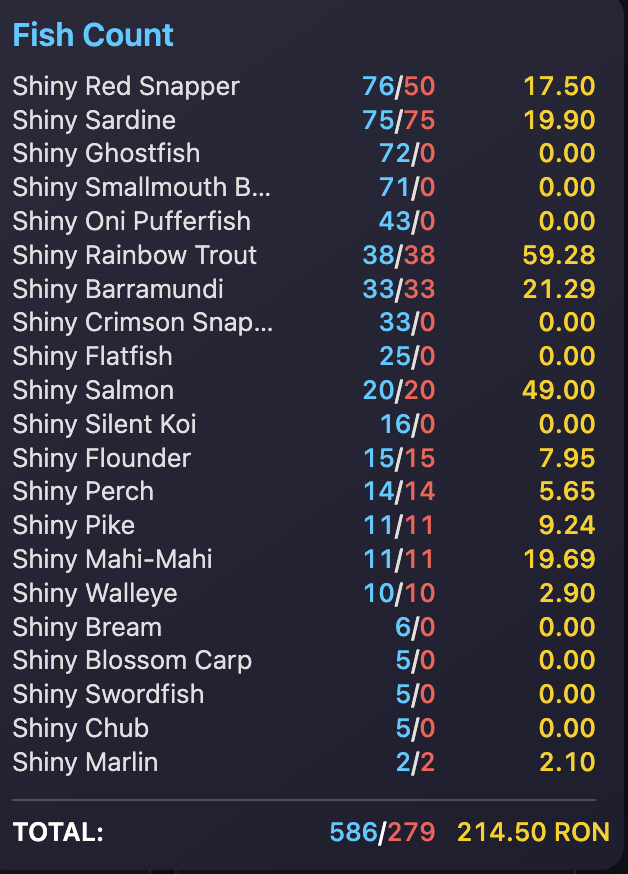 Fish Count
Shiny Red Snapper 76/50 17.50
Shiny Sardine 75/75 19.90
Shiny Ghostfish 72/0 0.00
Shiny Smallmouth B... 71/0 0.00
Shiny Oni Pufferfish 43/0 0.00
Shiny Rainbow Trout 38/38 59.28
Shiny Barramundi 33/33 21.29
Shiny Crimson Snap... 33/0 0.00
Shiny Flatfish 25/0 0.00
Shiny Salmon 20/20 49.00
Shiny Silent Koi 16/0 0.00
Shiny Flounder 15/15 7.95
Shiny Perch 14/14 5.65
Shiny Pike 11/11 9.24
Shiny Mahi-Mahi 11/11 19.69
Shiny Walleye 10/10 2.90
Shiny Bream 6/0 0.00
Shiny Blossom Carp 5/0 0.00
Shiny Swordfish 5/0 0.00
Shiny Chub 5/0 0.00
Shiny Marlin 2/2 2.10
TOTAL: 586/279 214.50 RON